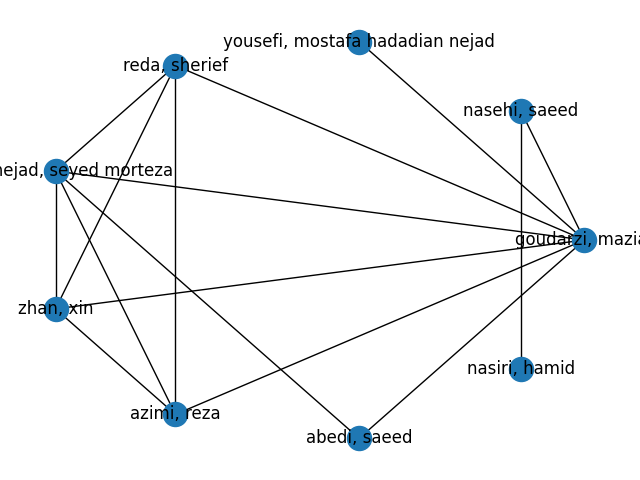 yousefi, mostafa hadadian nejad
reda, sherief
nasehi, saeed
nejad, seyed morteza
goudarzi, mazia
zhan, xin
nasiri, hamid
azimi, reza
abedi, saeed